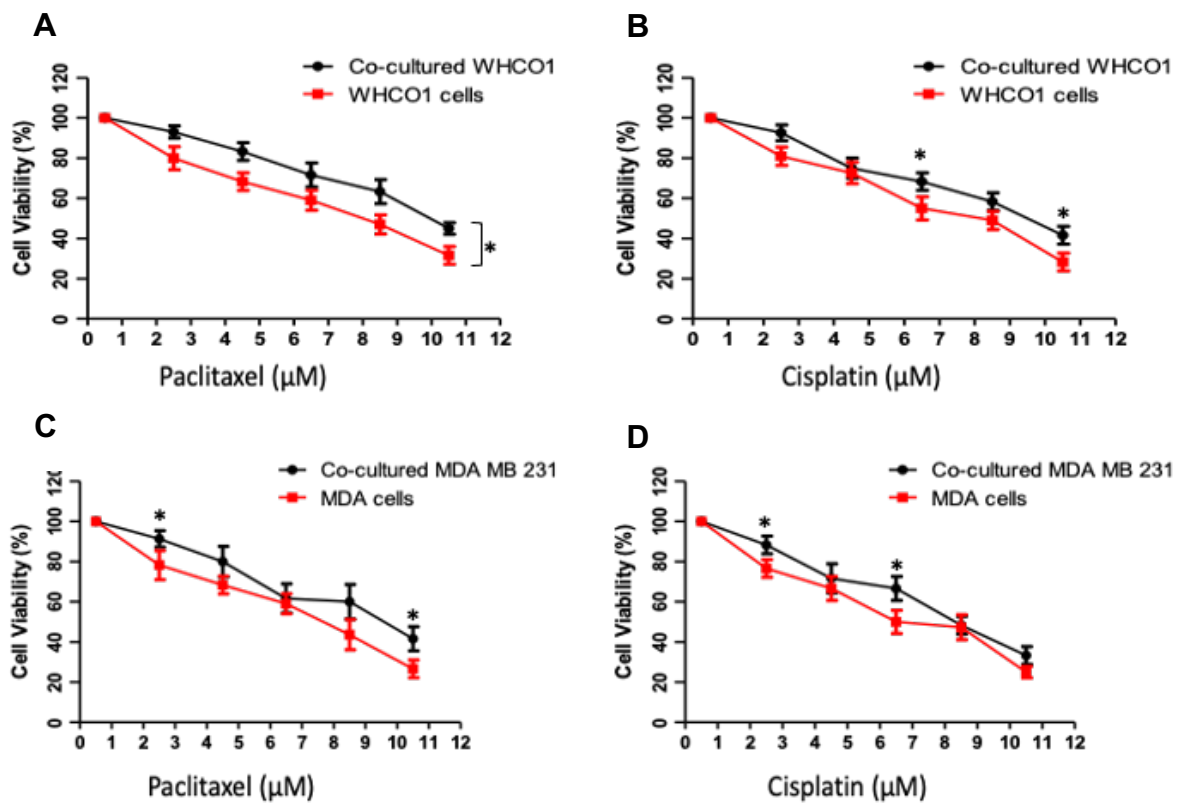 A
Co-cultured WHCO1
WHCO1 cells
Cell Viability (%)
120
100
80
60
40
20
0
*
0 1 2 3 4 5 6 7 8 9 10 11 12
Paclitaxel (μM)
B
Co-cultured WHCO1
WHCO1 cells
Cell Viability (%)
120
100
80
60
40
20
0
*
*
0 1 2 3 4 5 6 7 8 9 10 11 12
Cisplatin (μM)
C
Co-cultured MDA MB 231
MDA cells
Cell Viability (%)
120
100
80
60
40
20
0
*
*
0 1 2 3 4 5 6 7 8 9 10 11 12
Paclitaxel (μM)
D
Co-cultured MDA MB 231
MDA cells
Cell Viability (%)
120
100
80
60
40
20
0
*
*
0 1 2 3 4 5 6 7 8 9 10 11 12
Cisplatin (μM)